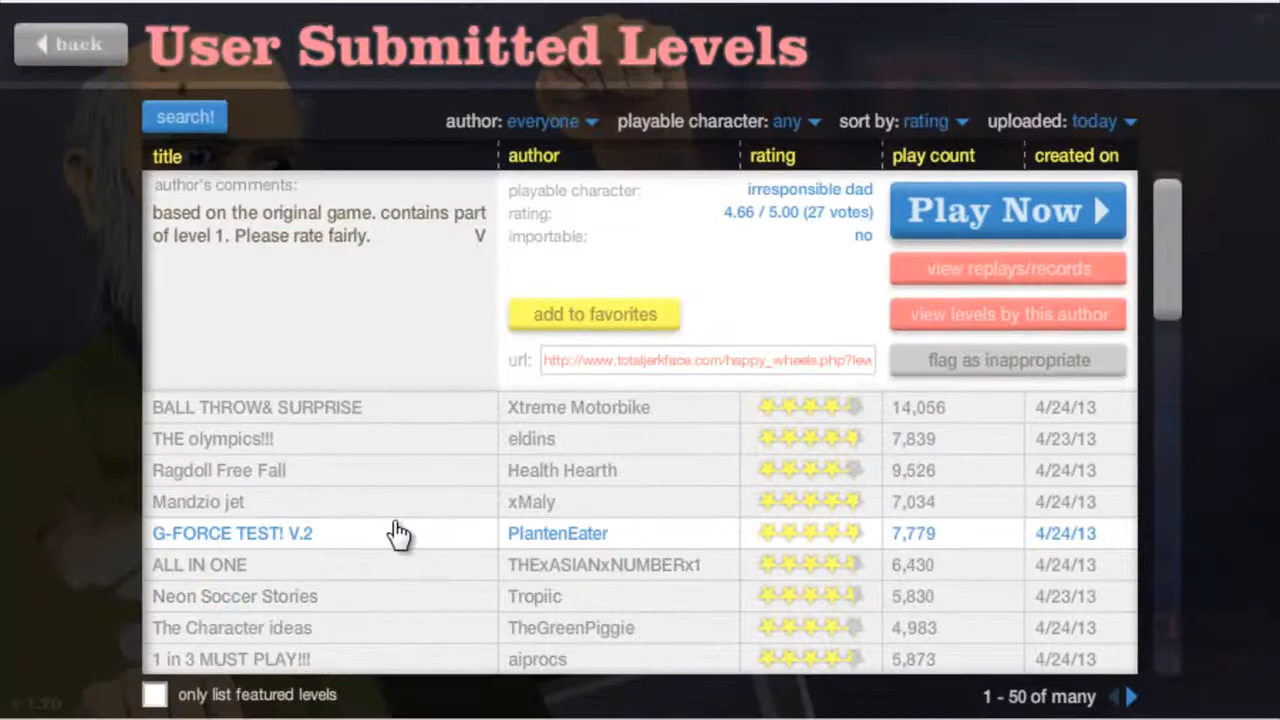 back
User Submitted Levels
search!
author: everyone playable character: any sort by: rating uploaded: today
title author rating play count created on
author's comments:
based on the original game. contains part
of level 1. Please rate fairly. V
playable character: irresponsible dad
rating: 4.66 / 5.00 (27 votes)
importable: no
add to favorites
url: http://www.totaljerkface.com/happy_wheels.php?lev
Play Now
view replays/records
view levels by this author
flag as inappropriate
BALL THROW& SURPRISE Xtreme Motorbike 14,056 4/24/13
THE olympics!!! eldins 7,839 4/23/13
Ragdoll Free Fall Health Hearth 9,526 4/24/13
Mandzio jet xMaly 7,034 4/24/13
G-FORCE TEST! V.2 PlantenEater 7,779 4/24/13
ALL IN ONE THExASIANxNUMBERx1 6,430 4/24/13
Neon Soccer Stories Tropiic 5,830 4/23/13
The Character ideas TheGreenPiggie 4,983 4/24/13
1 in 3 MUST PLAY!!! aiprocs 5,873 4/24/13
only list featured levels
1 - 50 of many